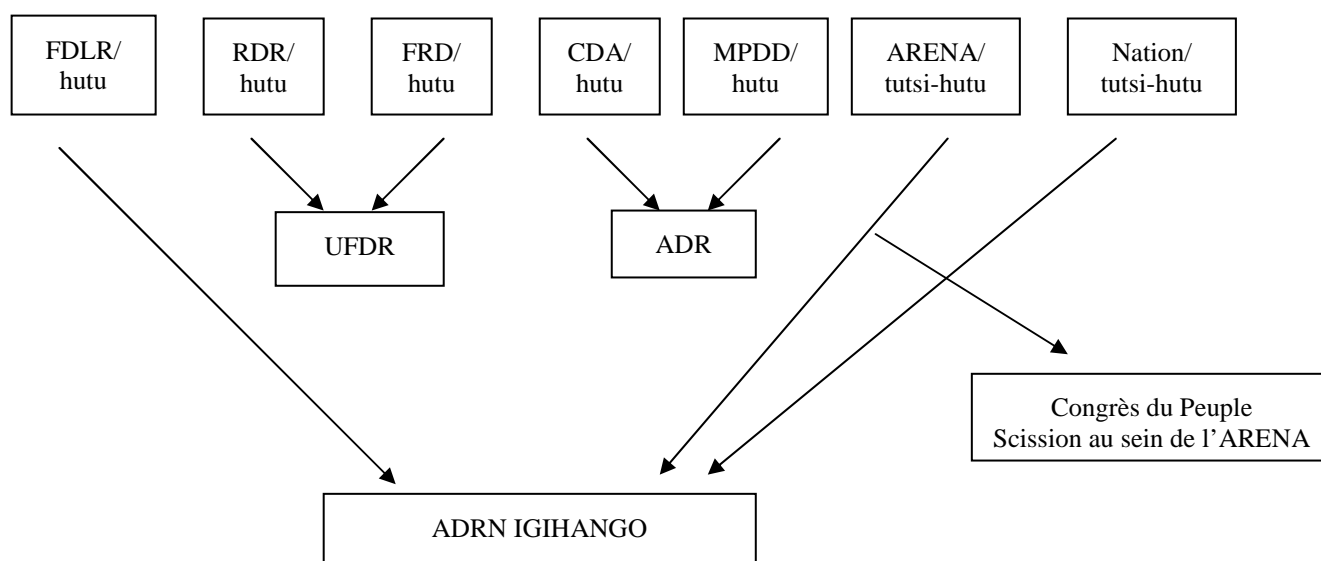 FDLR/
hutu
RDR/
hutu
FRD/
hutu
CDA/
hutu
MPDD/
hutu
ARENA/
tutsi-hutu
Nation/
tutsi-hutu
UFDR
ADR
Congrès du Peuple
Scission au sein de l’ARENA
ADRN IGIHANGO